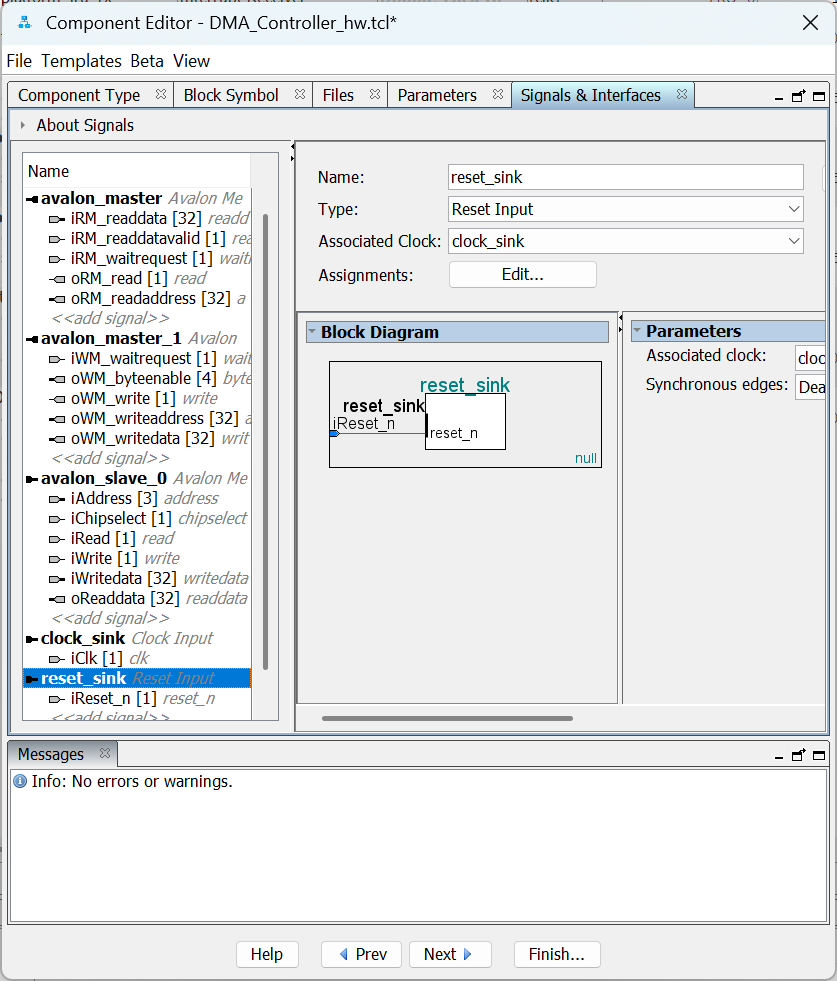 Component Editor - DMA_Controller_hw.tcl*
File Templates Beta View
Component Type Block Symbol Files Parameters Signals & Interfaces
About Signals
Name
avalon_master Avalon Me
iRM_readdata [32] readd
iRM_readdatavalid [1] rea
iRM_waitrequest [1] waitr
oRM_read [1] read
oRM_readaddress [32] a
<<add signal>>
avalon_master_1 Avalon
iWM_waitrequest [1] wait
oWM_byteenable [4] byte
oWM_write [1] write
oWM_writeaddress [32] a
oWM_writedata [32] writ
<<add signal>>
avalon_slave_0 Avalon Me
iAddress [3] address
iChipselect [1] chipselect
iRead [1] read
iWrite [1] write
iWritedata [32] writedata
oReaddata [32] readdata
<<add signal>>
clock_sink Clock Input
iClk [1] clk
reset_sink Reset Input
iReset_n [1] reset_n
<<add signal>>
Name: reset_sink
Type: Reset Input
Associated Clock: clock_sink
Assignments: Edit...
Block Diagram
reset_sink
reset_sink
iReset_n
reset_n
null
Parameters
Associated clock: cloc
Synchronous edges: Dea
Messages
Info: No errors or warnings.
Help Prev Next Finish...